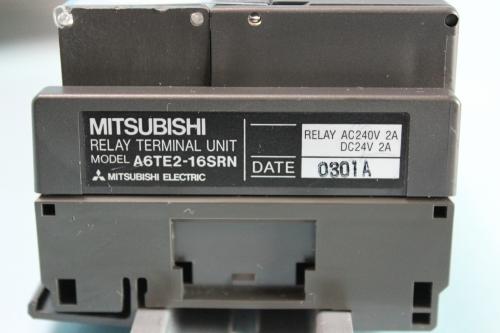 MITSUBISHI
RELAY TERMINAL UNIT
MODEL A6TE2-16SRN
MITSUBISHI ELECTRIC
RELAY AC240V 2A
DC24V 2A
DATE 0301A